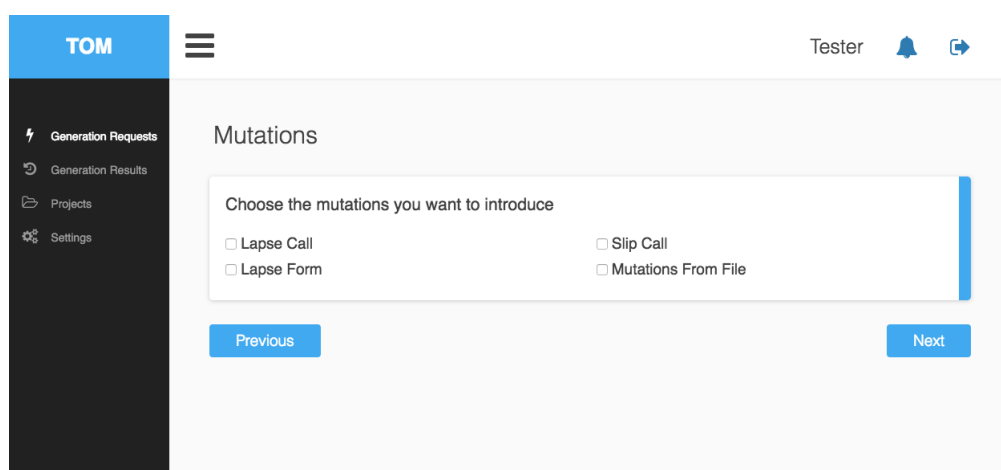 TOM
Tester
Generation Requests
Generation Results
Projects
Settings
Mutations
Choose the mutations you want to introduce
Lapse Call
Slip Call
Lapse Form
Mutations From File
Previous
Next